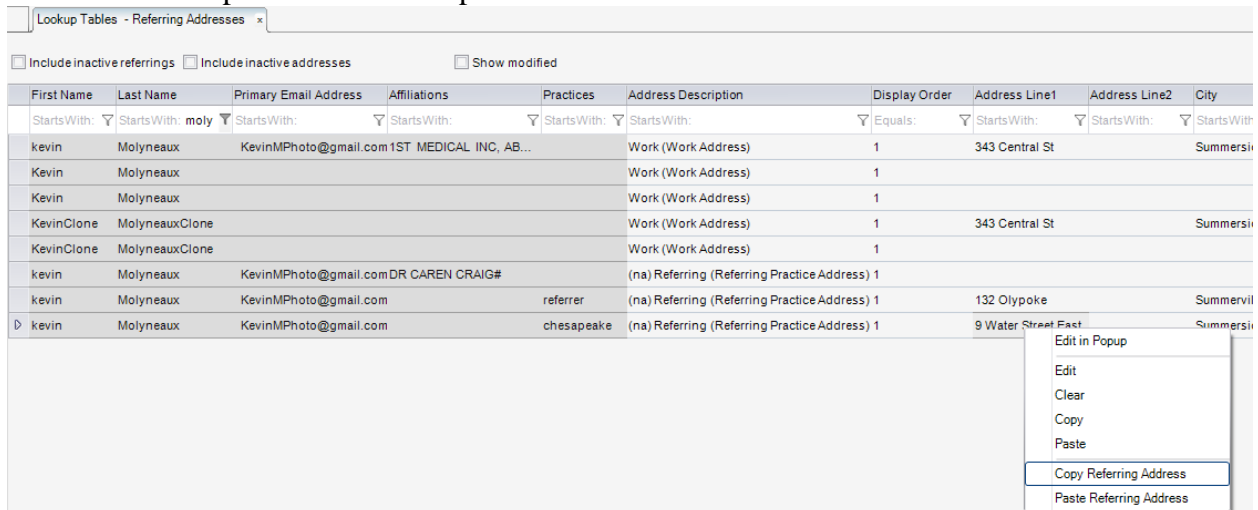 Lookup Tables - Referring Addresses x
Include inactive referrings Include inactive addresses Show modified
First Name Last Name Primary Email Address Affiliations Practices Address Description Display Order Address Line1 Address Line2 City
StartsWith: StartsWith: moly StartsWith: StartsWith: StartsWith: StartsWith: Equals: StartsWith: StartsWith: StartsWith
kevin Molyneaux KevinMPhoto@gmail.com 1ST MEDICAL INC, AB... Work (Work Address) 1 343 Central St Summersi
Kevin Molyneaux Work (Work Address) 1
Kevin Molyneaux Work (Work Address) 1
KevinClone MolyneauxClone Work (Work Address) 1 343 Central St Summersi
KevinClone MolyneauxClone Work (Work Address) 1
kevin Molyneaux KevinMPhoto@gmail.com DR CAREN CRAIG# (na) Referring (Referring Practice Address) 1
kevin Molyneaux KevinMPhoto@gmail.com referrer (na) Referring (Referring Practice Address) 1 132 Olypoke Summervil
kevin Molyneaux KevinMPhoto@gmail.com chesapeake (na) Referring (Referring Practice Address) 1 9 Water Street East Summersi
Edit in Popup
Edit
Clear
Copy
Paste
Copy Referring Address
Paste Referring Address